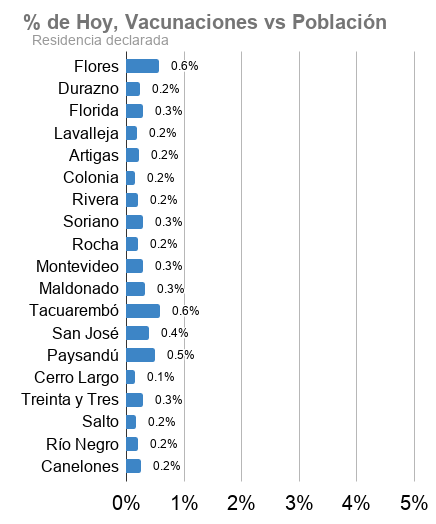 % de Hoy, Vacunaciones vs Población
Residencia declarada
Flores 0.6%
Durazno 0.2%
Florida 0.3%
Lavalleja 0.2%
Artigas 0.2%
Colonia 0.2%
Rivera 0.2%
Soriano 0.3%
Rocha 0.2%
Montevideo 0.3%
Maldonado 0.3%
Tacuarembó 0.6%
San José 0.4%
Paysandú 0.5%
Cerro Largo 0.1%
Treinta y Tres 0.3%
Salto 0.2%
Río Negro 0.2%
Canelones 0.2%
0% 1% 2% 3% 4% 5%